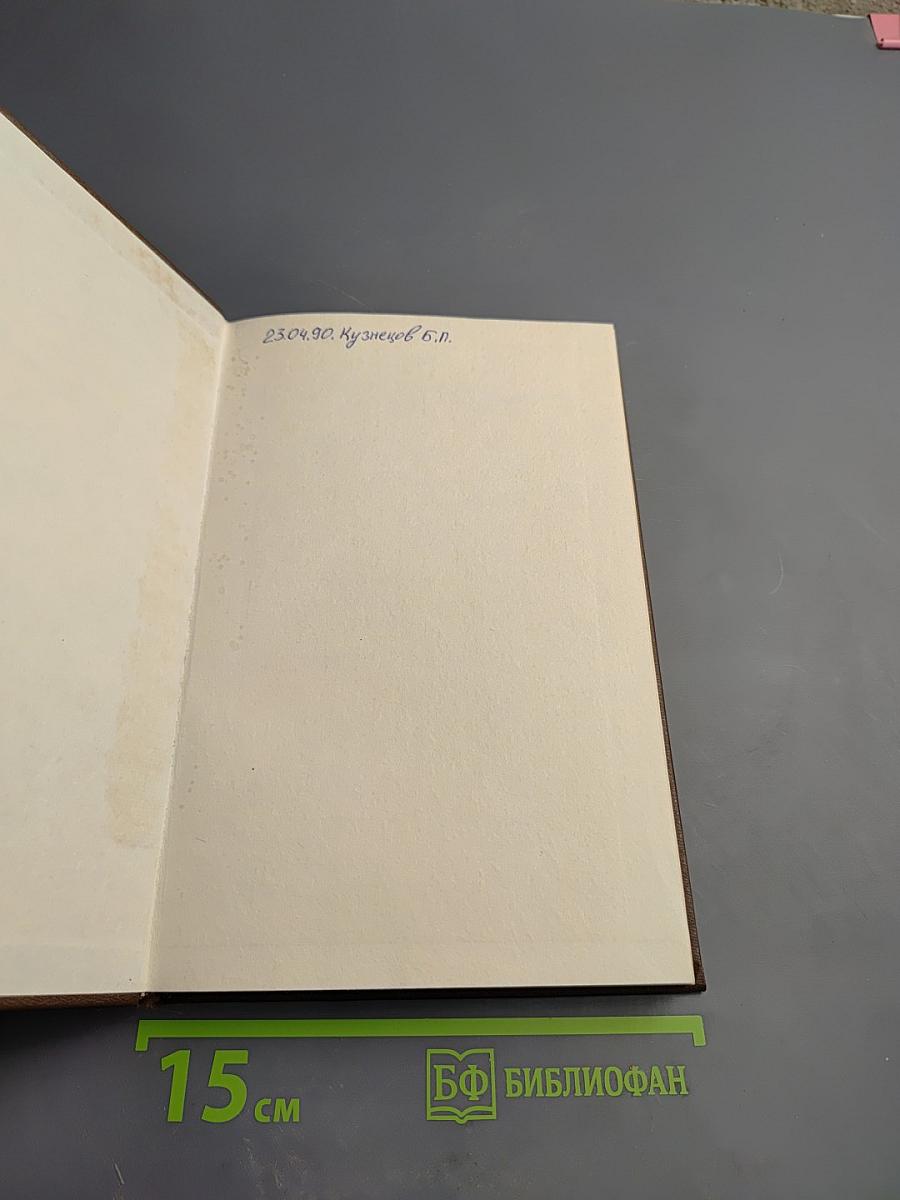 23.04.90. Кузнецов Б.П.
15 см
БФ БИБЛИОФАН